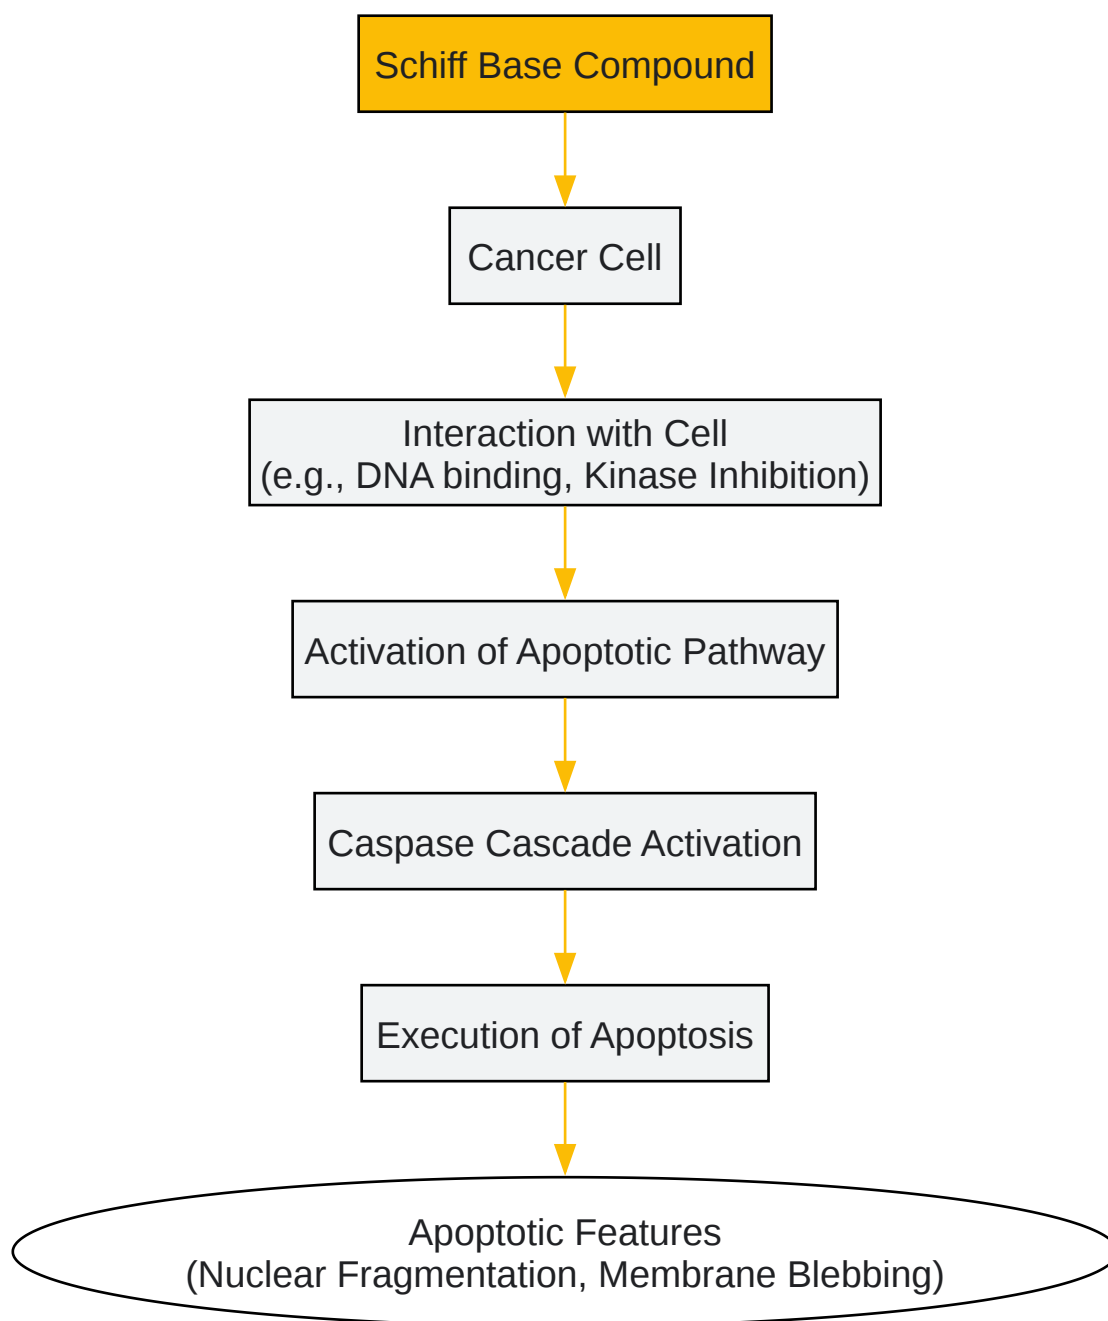 Schiff Base Compound
Cancer Cell
Interaction with Cell
(e.g., DNA binding, Kinase Inhibition)
Activation of Apoptotic Pathway
Caspase Cascade Activation
Execution of Apoptosis
Apoptotic Features
(Nuclear Fragmentation, Membrane Blebbing)